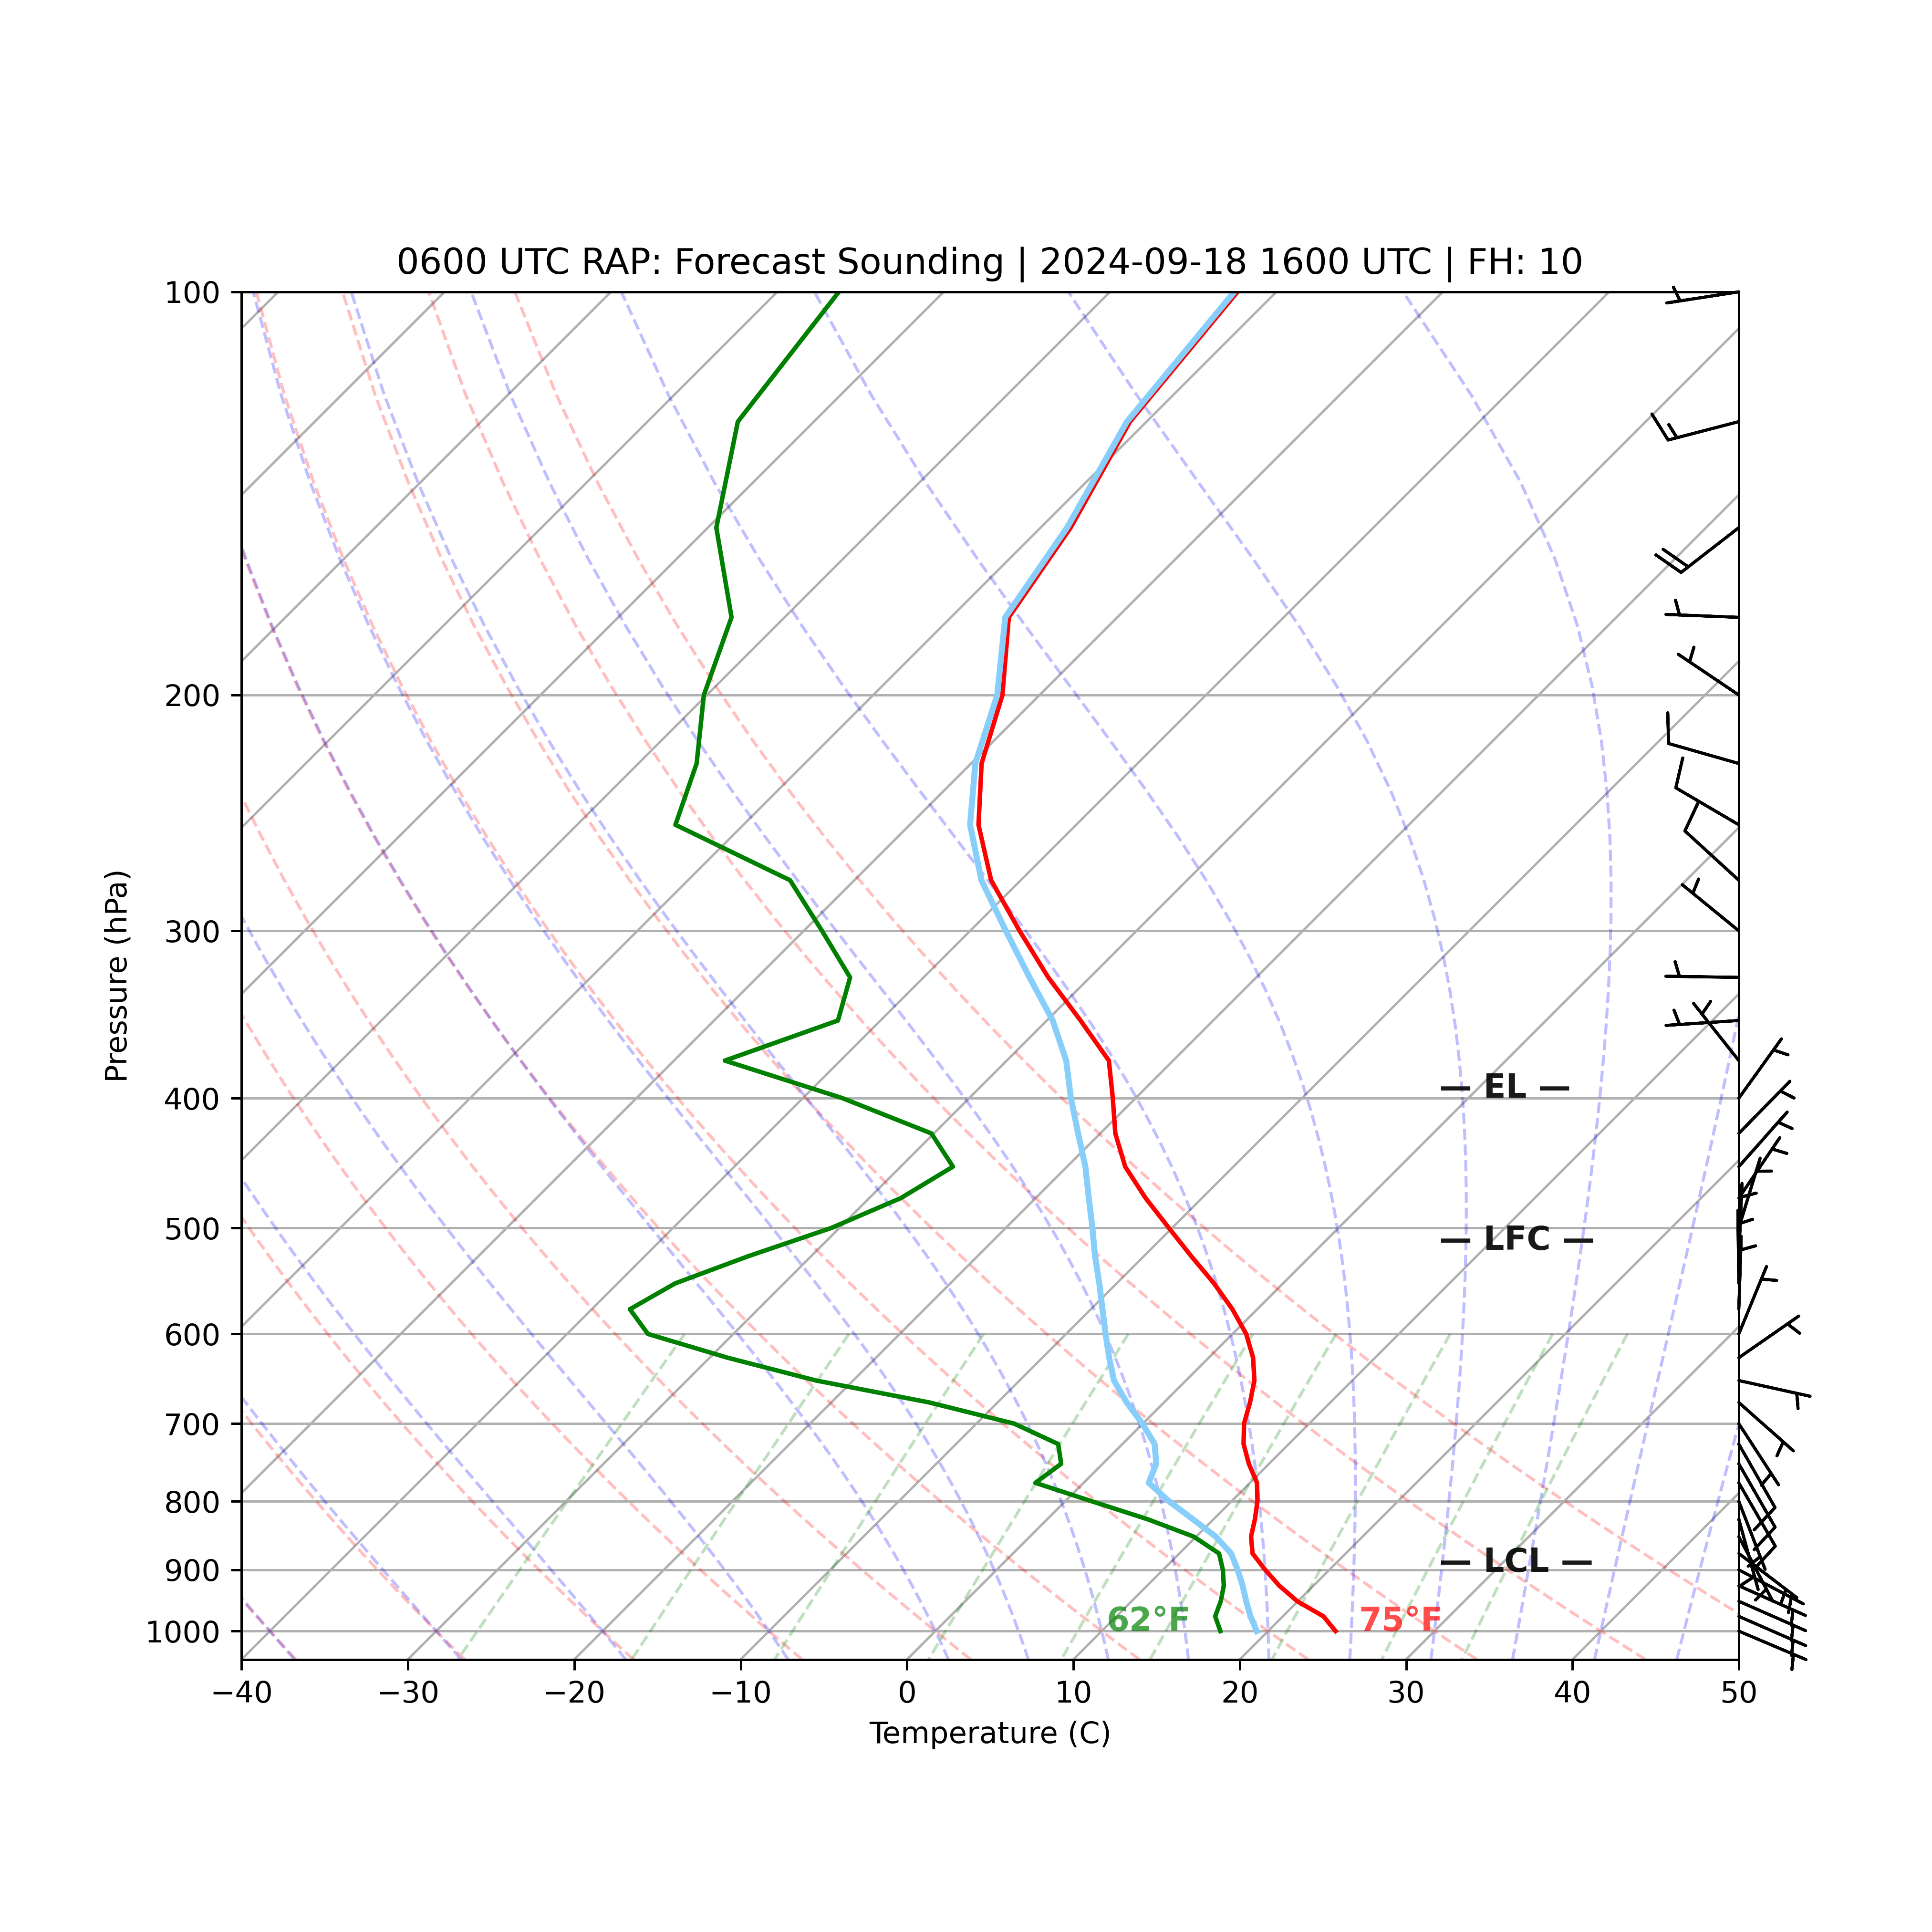 0600 UTC RAP: Forecast Sounding | 2024-09-18 1600 UTC | FH: 10
100
200
300
400
500
600
700
800
900
1000
Pressure (hPa)
— EL —
— LFC —
— LCL —
62°F
75°F
−40 −30 −20 −10 0 10 20 30 40 50
Temperature (C)